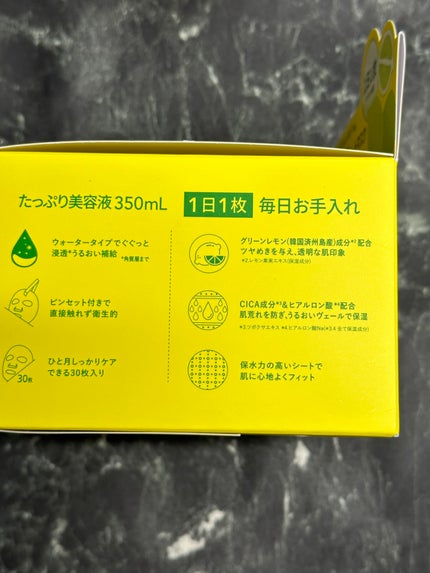 たっぷり美容液350mL
1日1枚 毎日お手入れ
ウォータータイプでぐぐっと
浸透*うるおい補給 *角質層まで
ピンセット付きで
直接触れず衛生的
30枚
ひと月しっかりケア
できる30枚入り
グリーンレモン(韓国済州島産)成分*2配合
ツヤめきを与え、透明な肌印象
*2.レモン果実エキス(保湿成分)
CICA成分*3&ヒアルロン酸*4配合
肌荒れを防ぎ、うるおいヴェールで保湿
*3.ツボクサエキス *4.ヒアルロン酸Na(*3.4 全て保湿成分)
保水力の高いシートで
肌に心地よくフィット